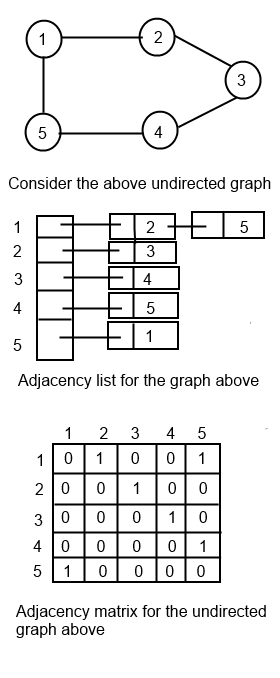 1 2
3
5 4
Consider the above undirected graph
1 2 5
2 3
3 4
4 5
5 1
Adjacency list for the graph above
1 2 3 4 5
1 0 1 0 0 1
2 0 0 1 0 0
3 0 0 0 1 0
4 0 0 0 0 1
5 1 0 0 0 0
Adjacency matrix for the undirected
graph above